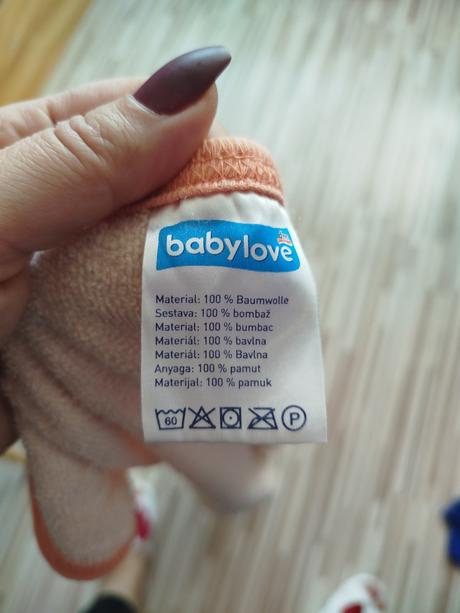 babylove
Material: 100 % Baumwolle
Sestava: 100 % bombaž
Material: 100 % bumbac
Materiál: 100 % bavlna
Materiál: 100 % Bavlna
Anyaga: 100 % pamut
Materijal: 100 % pamuk
60 P